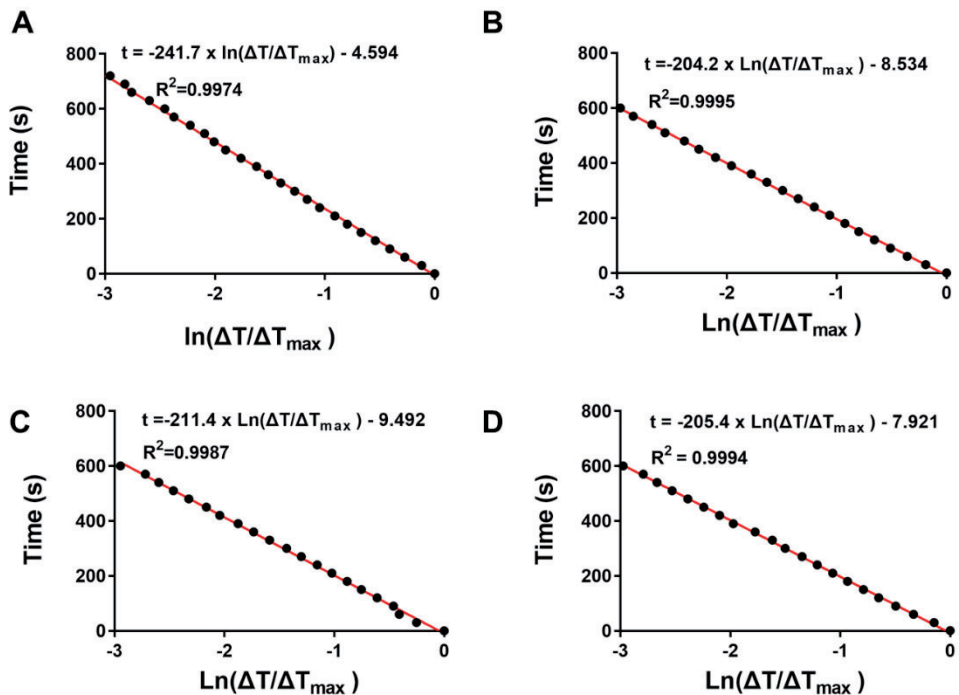 A
t = -241.7 x ln(ΔT/ΔTmax) - 4.594
R2=0.9974
Time (s)
800
600
400
200
0
-3 -2 -1 0
ln(ΔT/ΔTmax )
B
t =-204.2 x Ln(ΔT/ΔTmax ) - 8.534
R2=0.9995
Time (s)
800
600
400
200
0
-3 -2 -1 0
Ln(ΔT/ΔTmax )
C
t =-211.4 x Ln(ΔT/ΔTmax ) - 9.492
R2=0.9987
Time (s)
800
600
400
200
0
-3 -2 -1 0
Ln(ΔT/ΔTmax )
D
t = -205.4 x Ln(ΔT/ΔTmax ) - 7.921
R2 = 0.9994
Time (s)
800
600
400
200
0
-3 -2 -1 0
Ln(ΔT/ΔTmax )